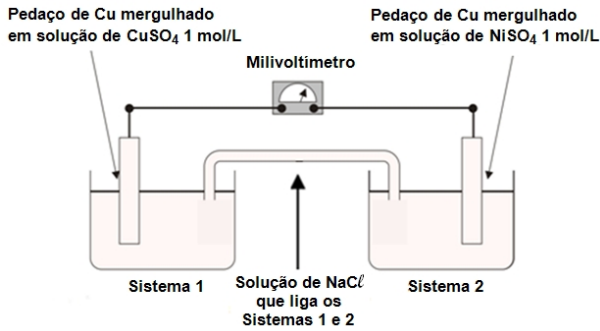 Pedaço de Cu mergulhado
em solução de CuSO₄ 1 mol/L
Pedaço de Cu mergulhado
em solução de NiSO₄ 1 mol/L
Milivoltimetro
Sistema 1
Solução de NaCℓ
que liga os
Sistemas 1 e 2
Sistema 2